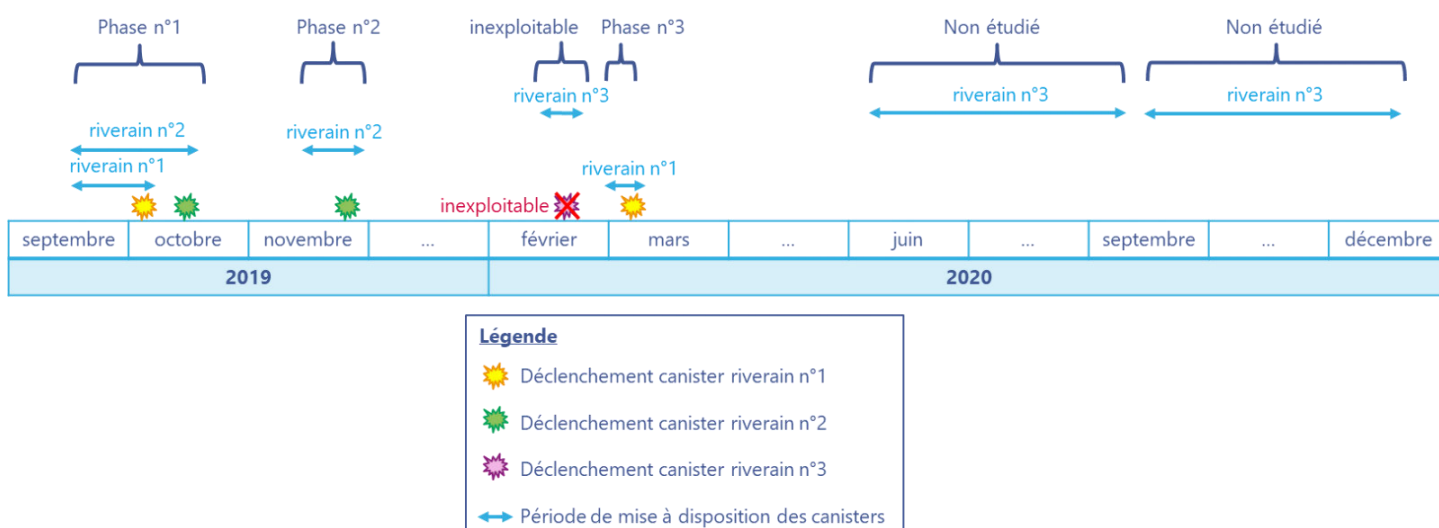 Phase n°1
Phase n°2
inexploitable
Phase n°3
Non étudié
Non étudié
riverain n°3
riverain n°3
riverain n°3
riverain n°2
riverain n°2
riverain n°1
riverain n°1
inexploitable
septembre octobre novembre ... février mars ... juin ... septembre ... décembre
2019 2020
Légende
Déclenchement canister riverain n°1
Déclenchement canister riverain n°2
Déclenchement canister riverain n°3
Période de mise à disposition des canisters